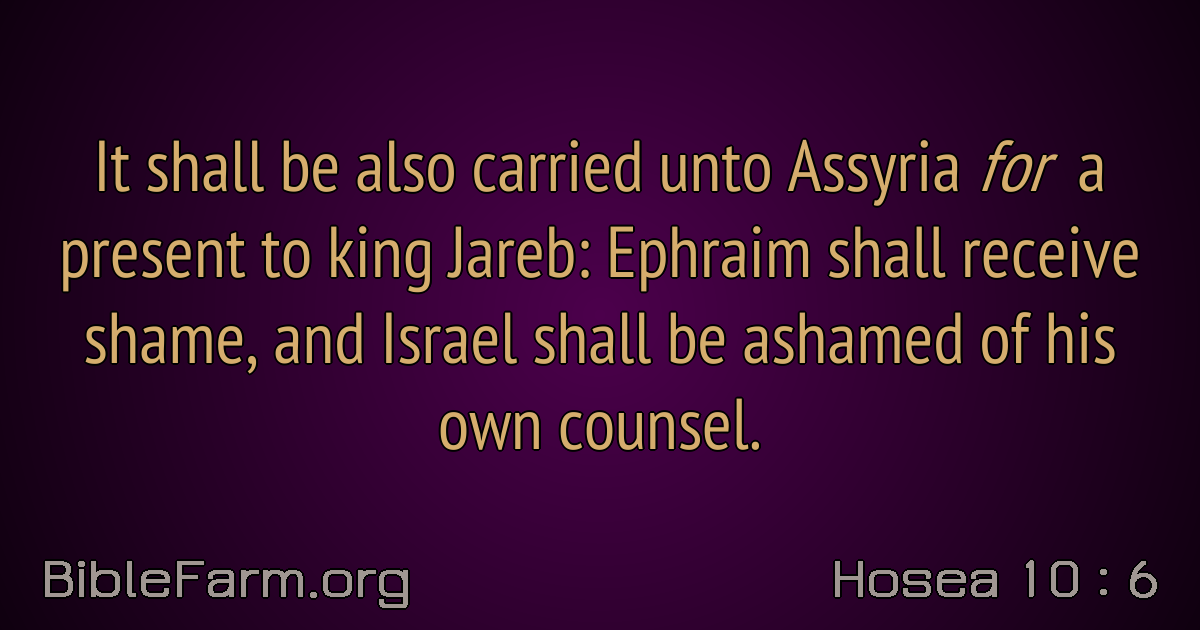 It shall be also carried unto Assyria for a
present to king Jareb: Ephraim shall receive
shame, and Israel shall be ashamed of his
own counsel.
BibleFarm.org
Hosea 10 : 6